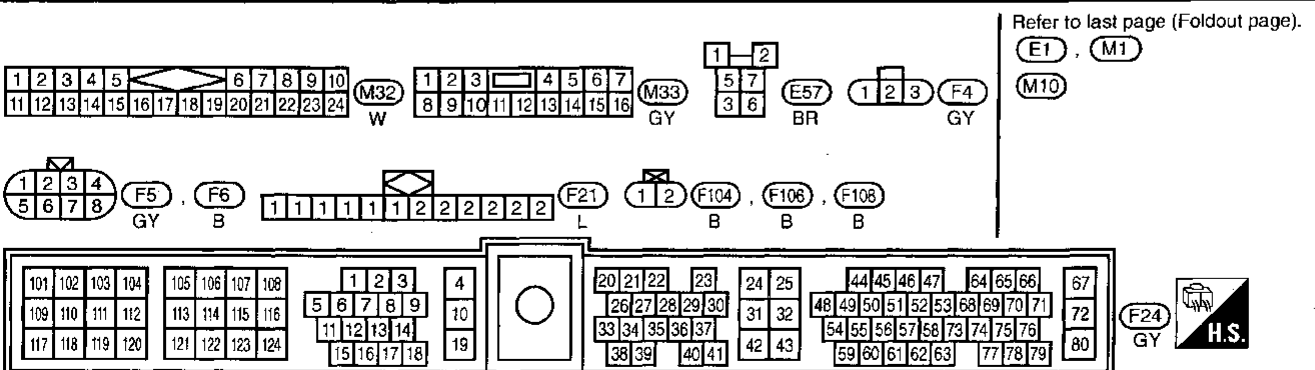 Refer to last page (Foldout page).
E1 , M1
M10
1 2 3 4 5 6 7 8 9 10
11 12 13 14 15 16 17 18 19 20 21 22 23 24
M32
W
1 2 3 4 5 6 7
8 9 10 11 12 13 14 15 16
M33
GY
1 2
5 7
3 6
E57
BR
1 2 3
F4
GY
1 2 3 4
5 6 7 8
F5
GY
, F6
B
1 1 1 1 1 1 2 2 2 2 2 2
F21
L
1 2
F104 , F106 , F108
B B B
101 102 103 104 105 106 107 108 1 2 3 4 20 21 22 23 24 25 44 45 46 47 64 65 66 67
109 110 111 112 113 114 115 116 5 6 7 8 9 10 26 27 28 29 30 31 32 48 49 50 51 52 53 68 69 70 71 72
117 118 119 120 121 122 123 124 11 12 13 14 19 33 34 35 36 37 42 43 54 55 56 57 58 73 74 75 76 80
15 16 17 18 38 39 40 41 59 60 61 62 63 77 78 79
F24
GY
H.S.